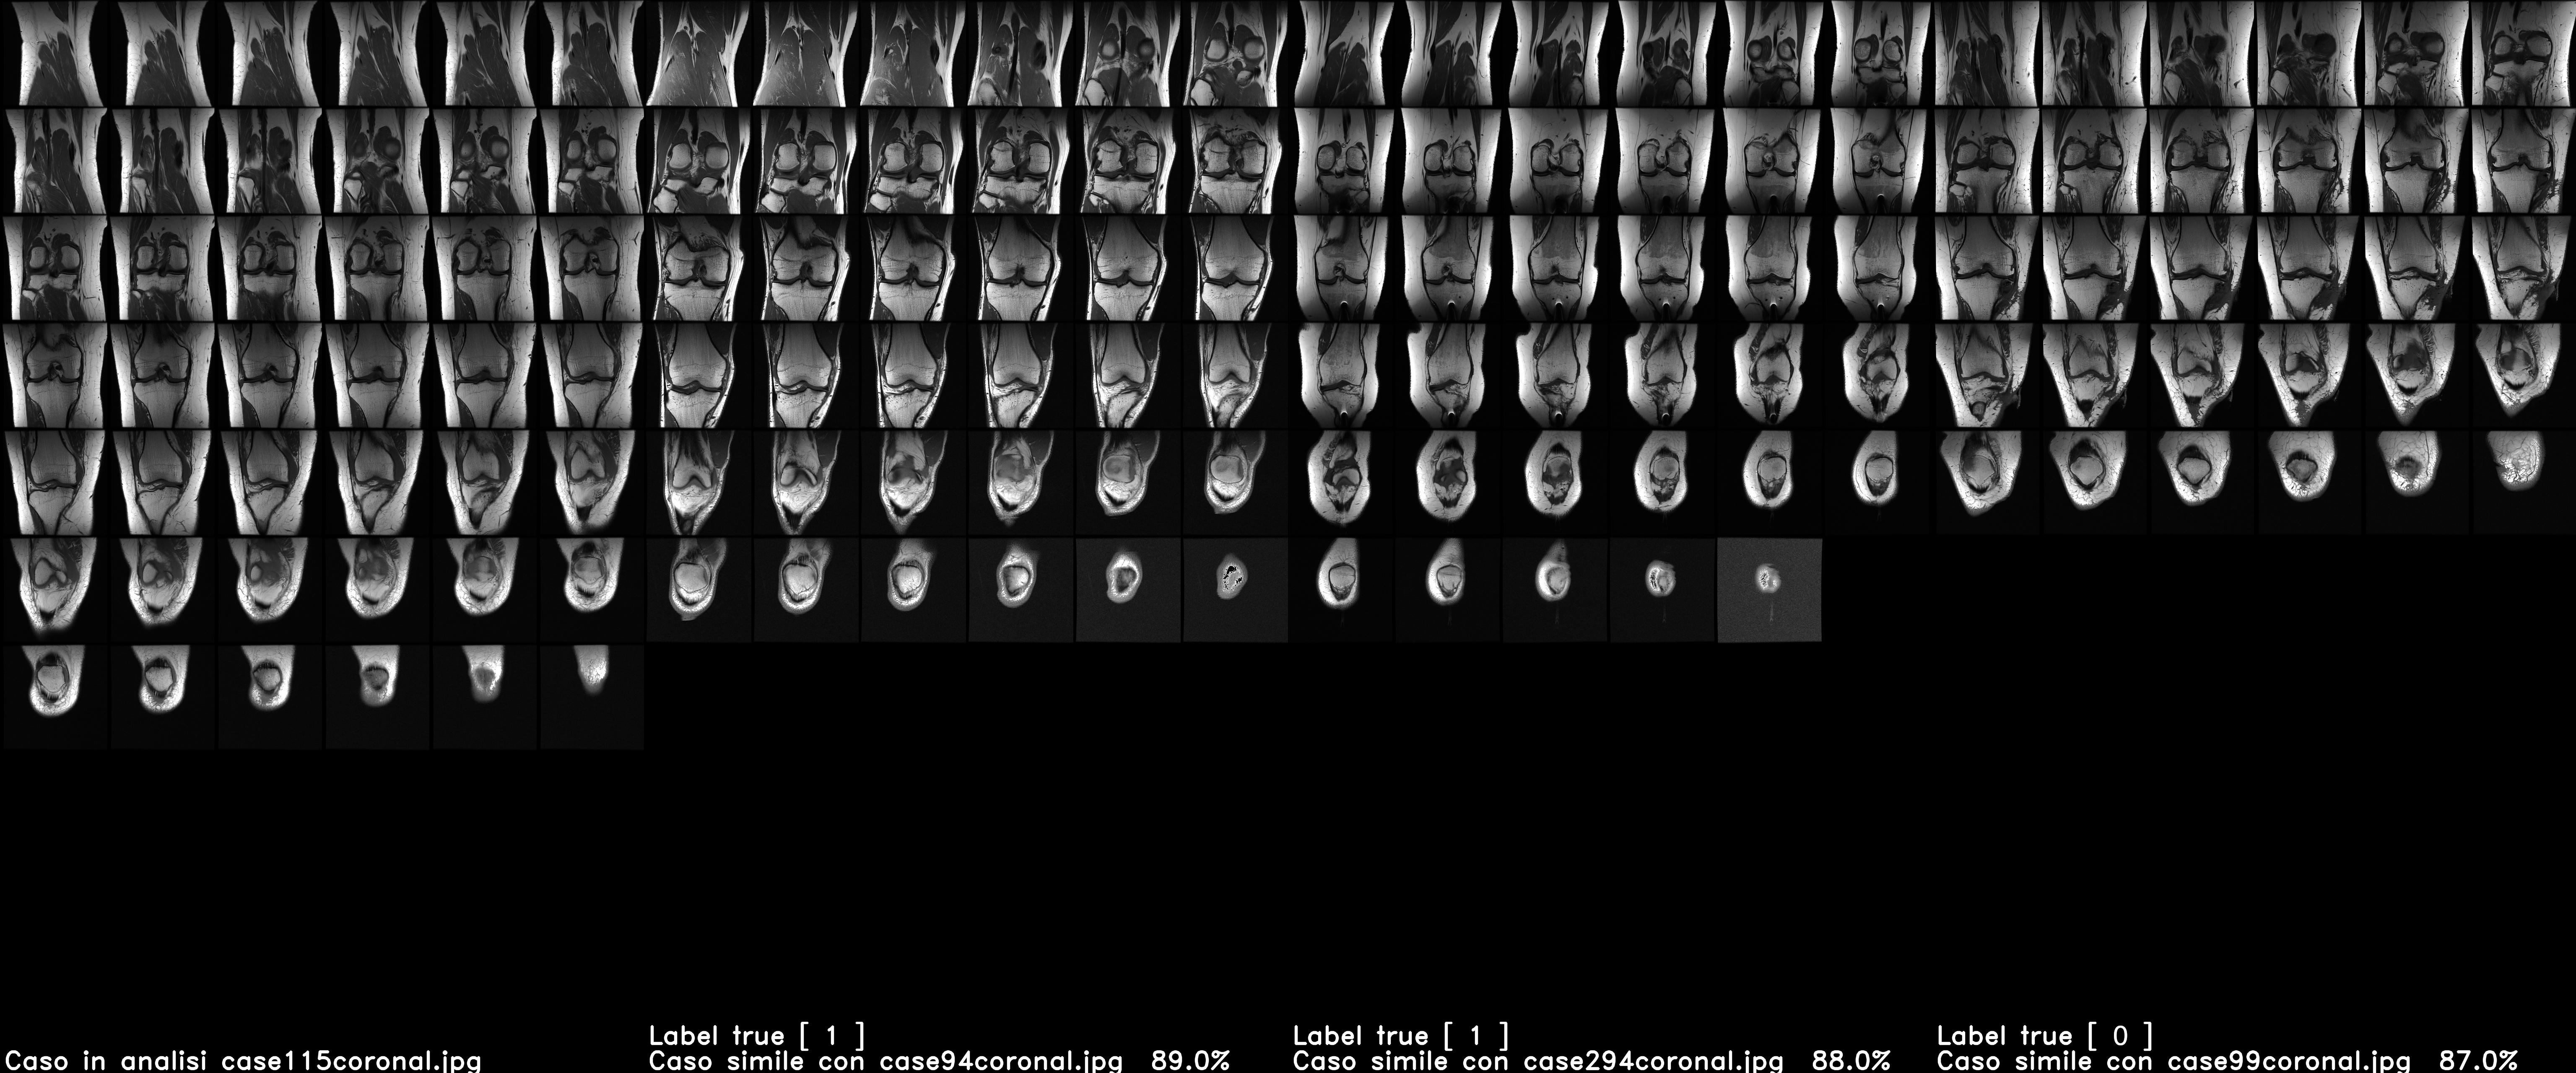 Caso in analisi case115coronal.jpg
Label true [ 1 ]
Caso simile con case94coronal.jpg 89.0%
Label true [ 1 ]
Caso simile con case294coronal.jpg 88.0%
Label true [ 0 ]
Caso simile con case99coronal.jpg 87.0%